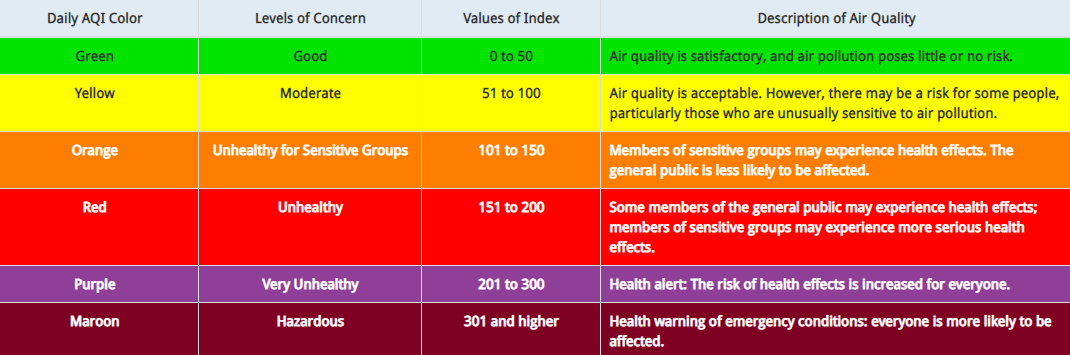 Daily AQI Color Levels of Concern Values of Index Description of Air Quality
Green Good 0 to 50 Air quality is satisfactory, and air pollution poses little or no risk.
Yellow Moderate 51 to 100 Air quality is acceptable. However, there may be a risk for some people,
particularly those who are unusually sensitive to air pollution.
Orange Unhealthy for Sensitive Groups 101 to 150 Members of sensitive groups may experience health effects. The
general public is less likely to be affected.
Red Unhealthy 151 to 200 Some members of the general public may experience health effects;
members of sensitive groups may experience more serious health
effects.
Purple Very Unhealthy 201 to 300 Health alert: The risk of health effects is increased for everyone.
Maroon Hazardous 301 and higher Health warning of emergency conditions: everyone is more likely to be
affected.